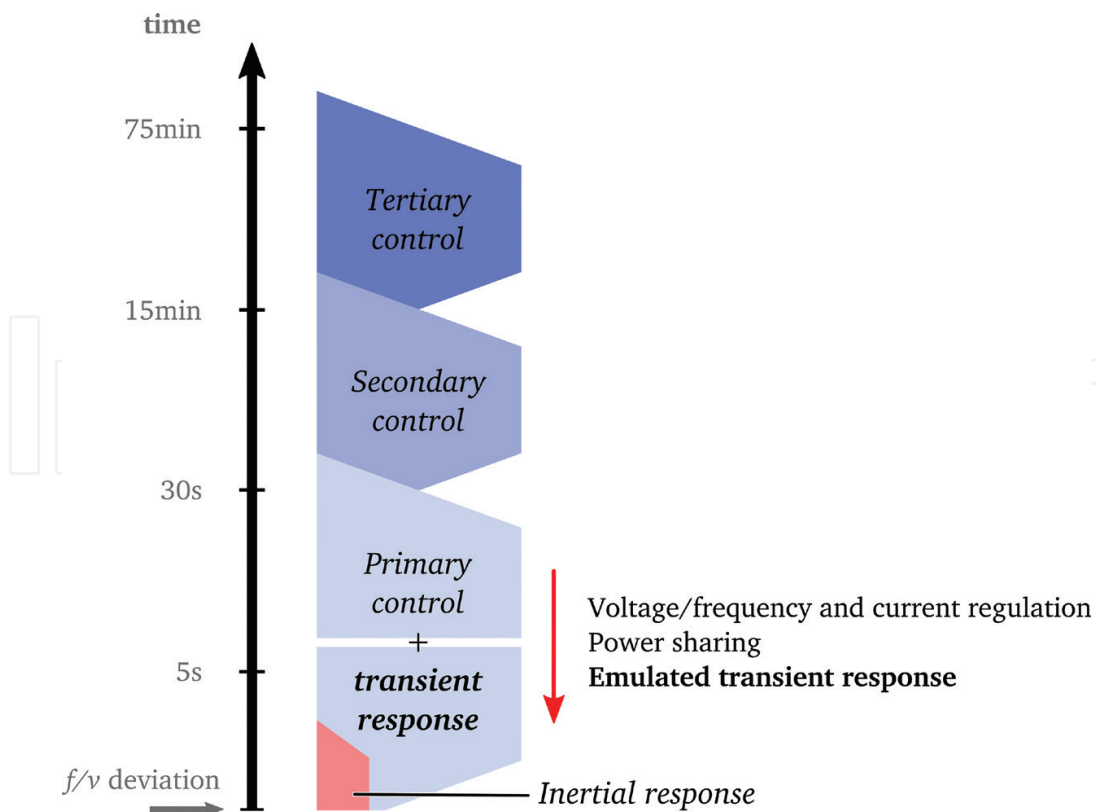 time
75min
Tertiary
control
15min
Secondary
control
30s
Primary
control
+
5s
transient
response
Voltage/frequency and current regulation
Power sharing
Emulated transient response
f/v deviation
Inertial response